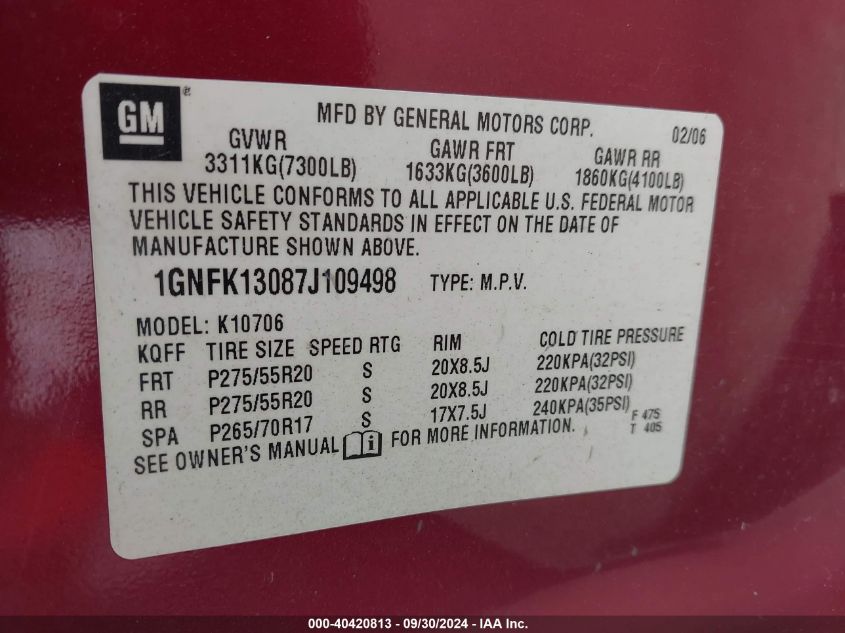 GM®
MFD BY GENERAL MOTORS CORP. 02/06
GVWR GAWR FRT GAWR RR
3311KG(7300LB) 1633KG(3600LB) 1860KG(4100LB)
THIS VEHICLE CONFORMS TO ALL APPLICABLE U.S. FEDERAL MOTOR
VEHICLE SAFETY STANDARDS IN EFFECT ON THE DATE OF
MANUFACTURE SHOWN ABOVE.
1GNFK13087J109498 TYPE: M.P.V.
MODEL: K10706
KQFF TIRE SIZE SPEED RTG RIM COLD TIRE PRESSURE
FRT P275/55R20 S 20X8.5J 220KPA(32PSI)
RR P275/55R20 S 20X8.5J 220KPA(32PSI)
SPA P265/70R17 S 17X7.5J 240KPA(35PSI) F 475
SEE OWNER'S MANUAL i FOR MORE INFORMATION. T 405
000-40420813 - 09/30/2024 - IAA Inc.